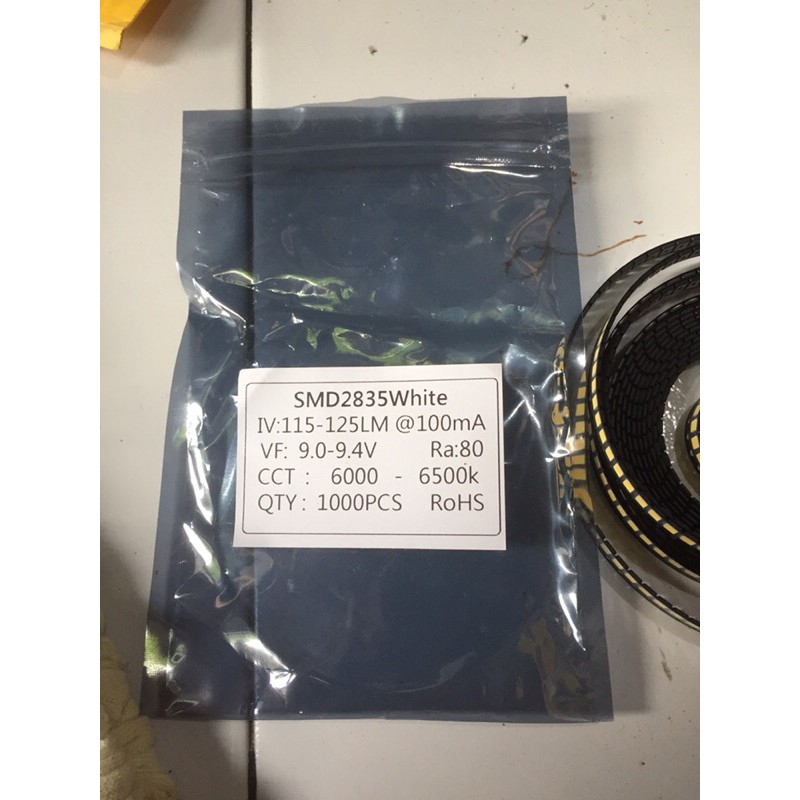 SMD2835White
IV:115-125LM @100mA
VF: 9.0-9.4V Ra:80
CCT : 6000 - 6500k
QTY : 1000PCS RoHS